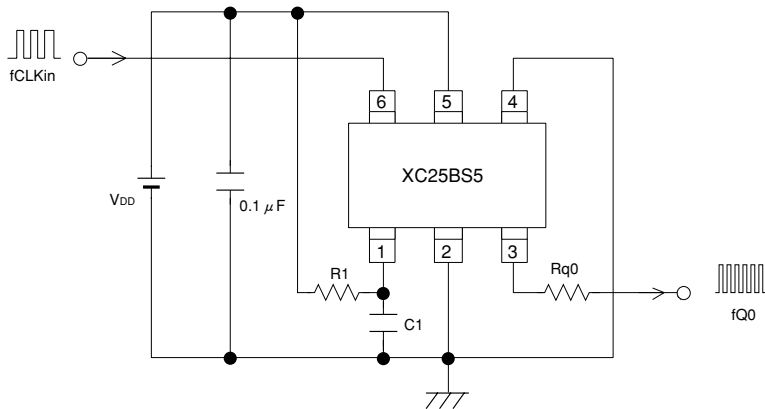 fCLKin
6 5 4
XC25BS5
VDD
0.1 μF
1 2 3
R1
Rq0
C1
fQ0